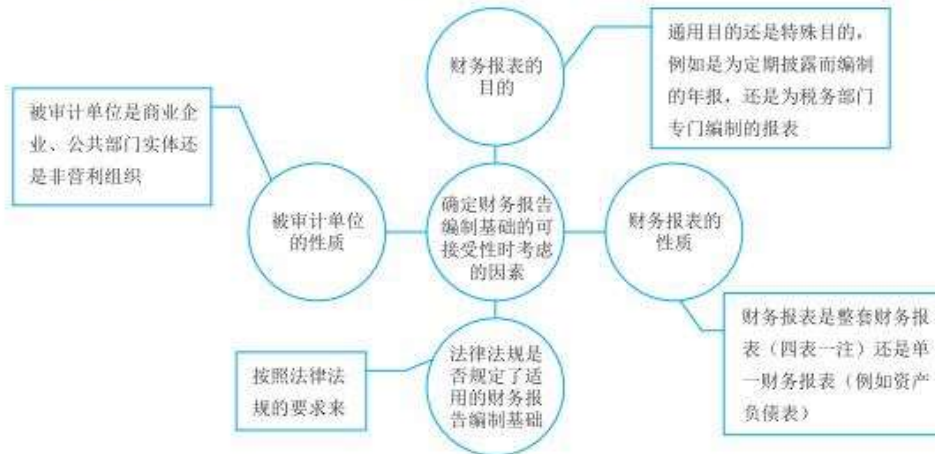 财务报表的
目的
通用目的还是特殊目的，
例如是为定期披露而编制
的年报，还是为税务部门
专门编制的报表
被审计单位是商业企
业、公共部门实体还
是非营利组织
被审计单位
的性质
确定财务报告
编制基础的可
接受性时考虑
的因素
财务报表的
性质
财务报表是整套财务报
表（四表一注）还是单
一财务报表（例如资产
负债表）
按照法律法
规的要求来
法律法规是
否规定了适
用的财务报
告编制基础